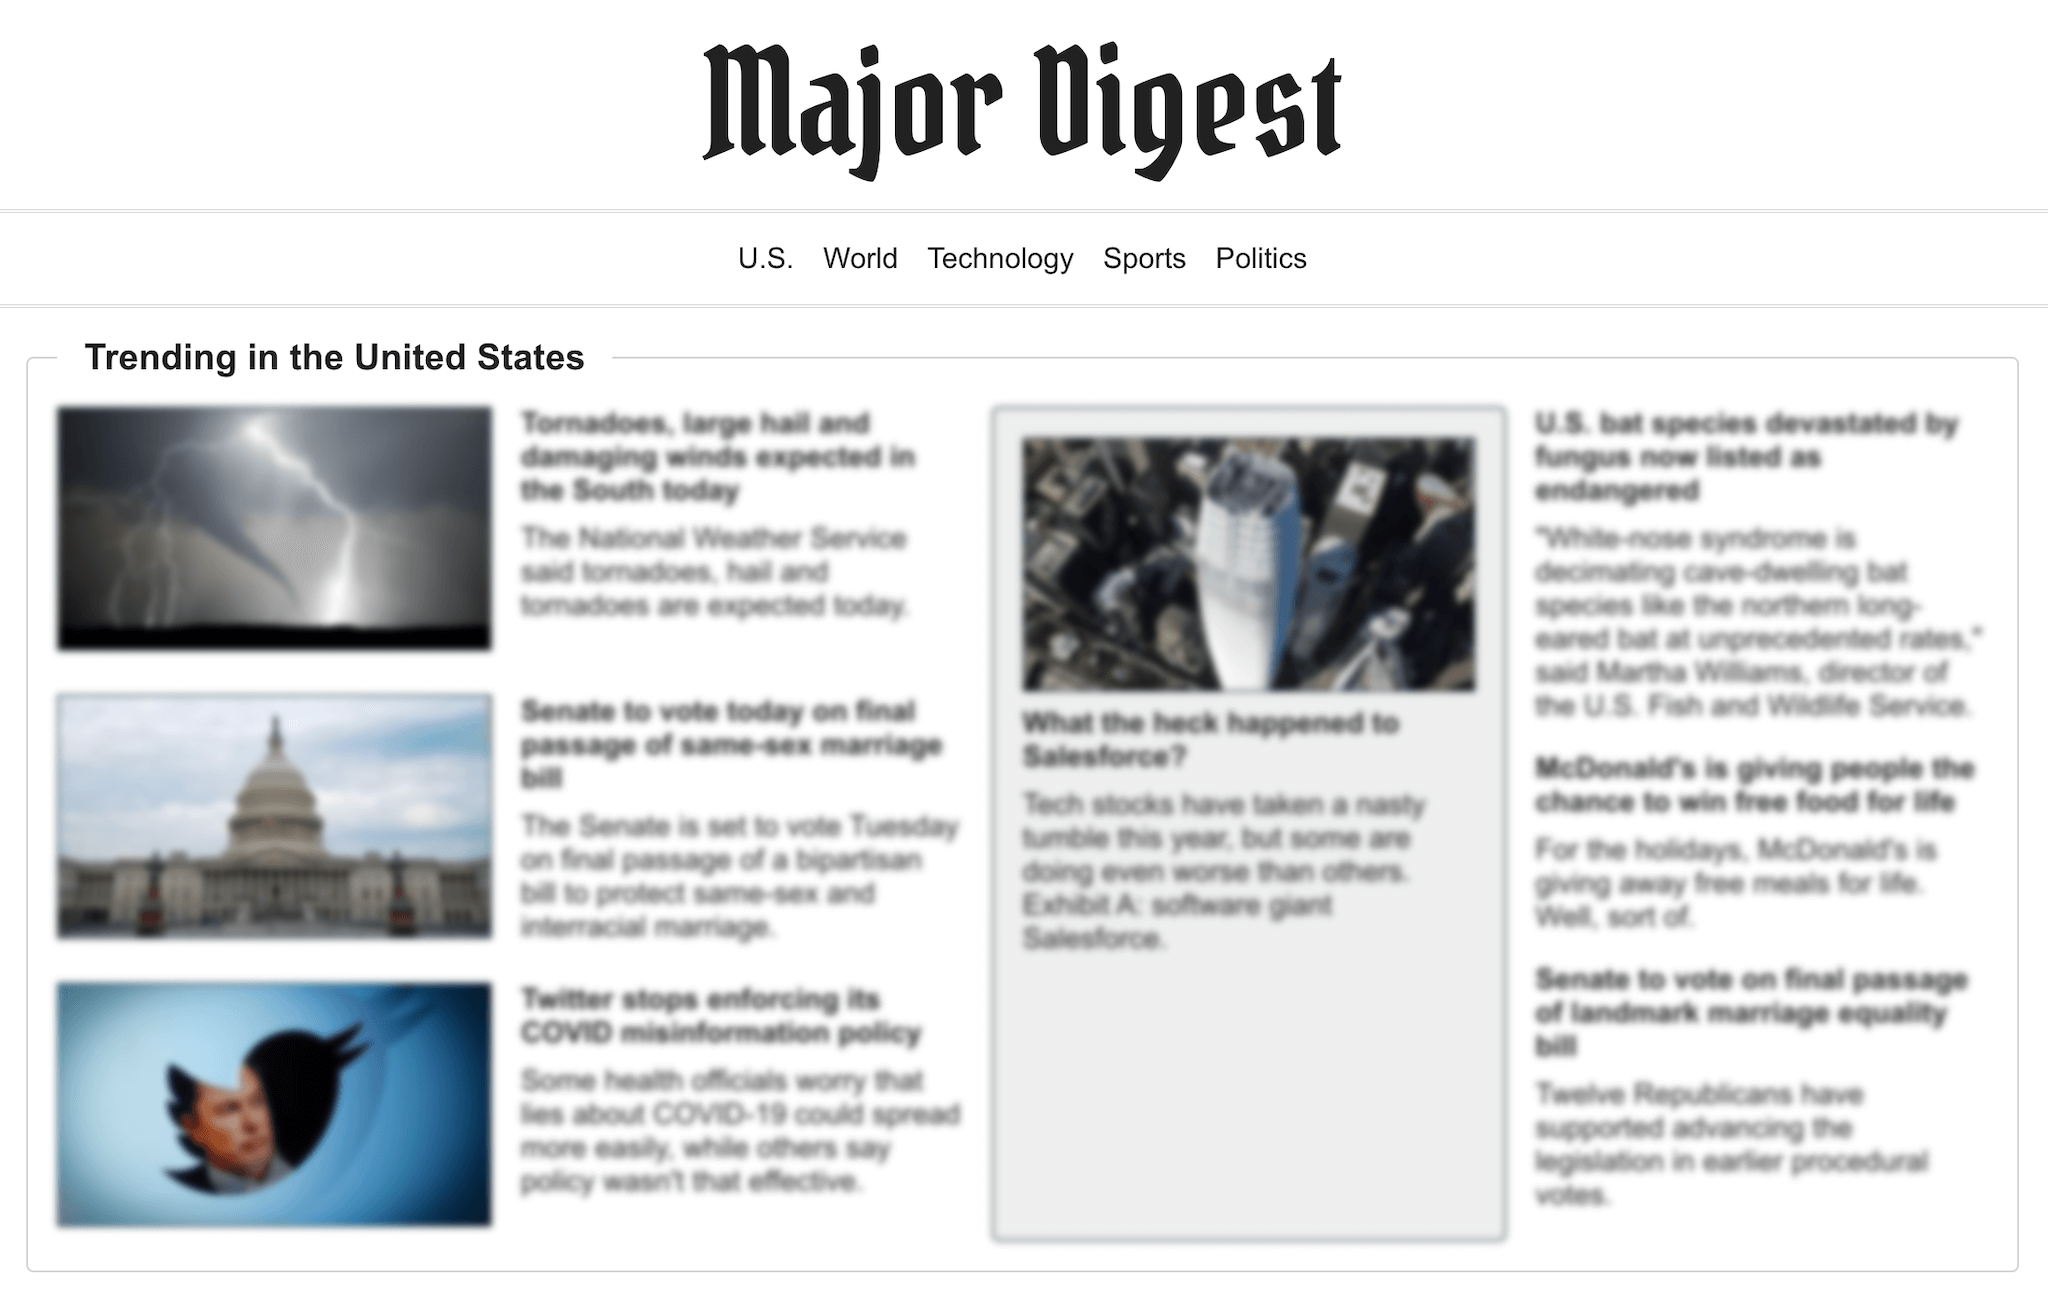 Major Digest
U.S. World Technology Sports Politics
Trending in the United States
Tornadoes, large hail and
damaging winds expected in
the South today
The National Weather Service
said tornadoes, hail and
tornadoes are expected today.
Senate to vote today on final
passage of same-sex marriage
bill
The Senate is set to vote Tuesday
on final passage of a bipartisan
bill to protect same-sex and
interracial marriage.
Twitter stops enforcing its
COVID misinformation policy
Some health officials worry that
lies about COVID-19 could spread
more easily, while others say
policy wasn't that effective.
What the heck happened to
Salesforce?
Tech stocks have taken a nasty
tumble this year, but some are
doing even worse than others.
Exhibit A: software giant
Salesforce.
U.S. bat species devastated by
fungus now listed as
endangered
"White-nose syndrome is
decimating cave-dwelling bat
species like the northern long-
eared bat at unprecedented rates,"
said Martha Williams, director of
the U.S. Fish and Wildlife Service.
McDonald's is giving people the
chance to win free food for life
For the holidays, McDonald's is
giving away free meals for life.
Well, sort of.
Senate to vote on final passage
of landmark marriage equality
bill
Twelve Republicans have
supported advancing the
legislation in earlier procedural
votes.